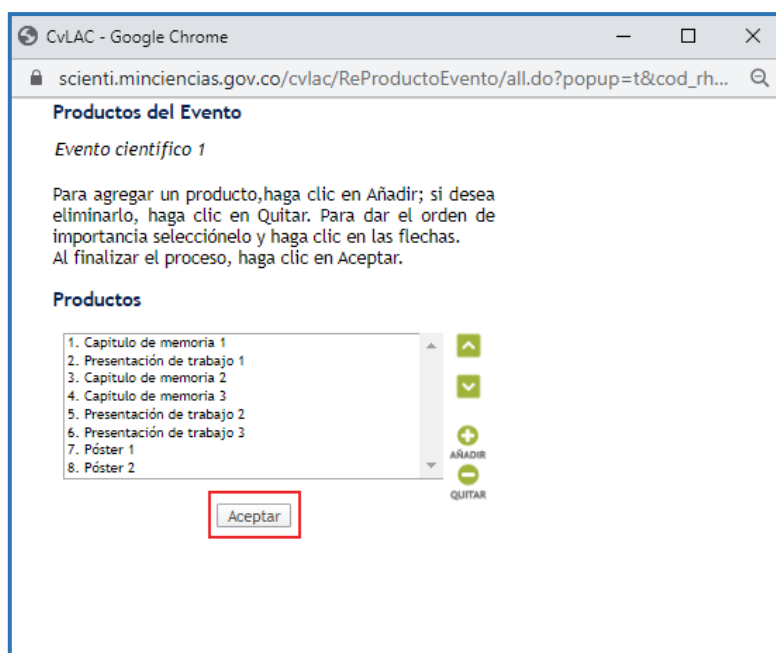 CvLAC - Google Chrome
scienti.minciencias.gov.co/cvlac/ReProductoEvento/all.do?popup=t&cod_rh...
Productos del Evento
Evento científico 1
Para agregar un producto,haga clic en Añadir; si desea
eliminarlo, haga clic en Quitar. Para dar el orden de
importancia selecciónelo y haga clic en las flechas.
Al finalizar el proceso, haga clic en Aceptar.
Productos
1. Capitulo de memoria 1
2. Presentación de trabajo 1
3. Capitulo de memoria 2
4. Capitulo de memoria 3
5. Presentación de trabajo 2
6. Presentación de trabajo 3
7. Póster 1
8. Póster 2
AÑADIR
QUITAR
Aceptar